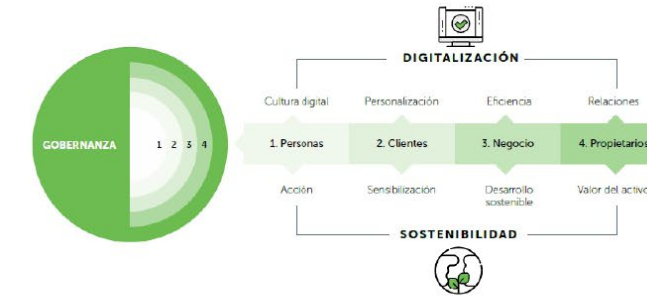 DIGITALIZACIÓN
Cultura digital Personalización Eficiencia Relaciones
GOBERNANZA 1 2 3 4 1. Personas 2. Clientes 3. Negocio 4. Propietarios
Acción Sensibilización Desarrollo sostenible Valor del activo
SOSTENIBILIDAD